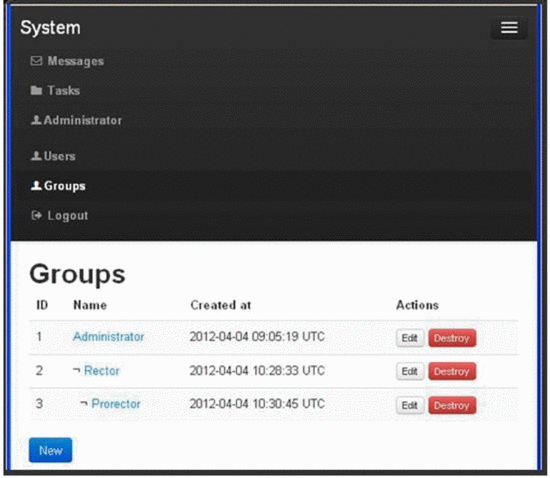 System
Messages
Tasks
Administrator
Users
Groups
Logout
Groups
ID Name Created at Actions
1 Administrator 2012-04-04 09:05:19 UTC Edit Destroy
2 ¬ Rector 2012-04-04 10:28:33 UTC Edit Destroy
3 ¬ Prorector 2012-04-04 10:30:45 UTC Edit Destroy
New